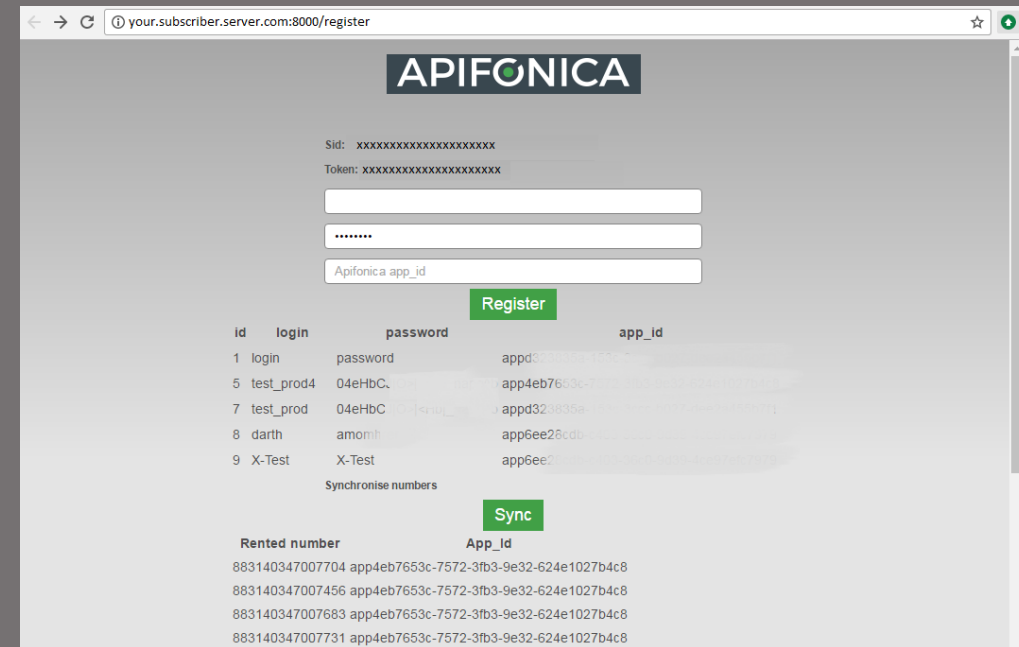 your.subscriber.server.com:8000/register
APIFONICA
Sid: xxxxxxxxxxxxxxxxxxxxx
Token: xxxxxxxxxxxxxxxxxxxxx
••••••••
Apifonica app_id
Register
id login password app_id
1 login password
5 test_prod4
7 test_prod
8 darth
9 X-Test X-Test
Synchronise numbers
Sync
Rented number App_Id
883140347007704 app4eb7653c-7572-3fb3-9e32-624e1027b4c8
883140347007456 app4eb7653c-7572-3fb3-9e32-624e1027b4c8
883140347007683 app4eb7653c-7572-3fb3-9e32-624e1027b4c8
883140347007731 app4eb7653c-7572-3fb3-9e32-624e1027b4c8